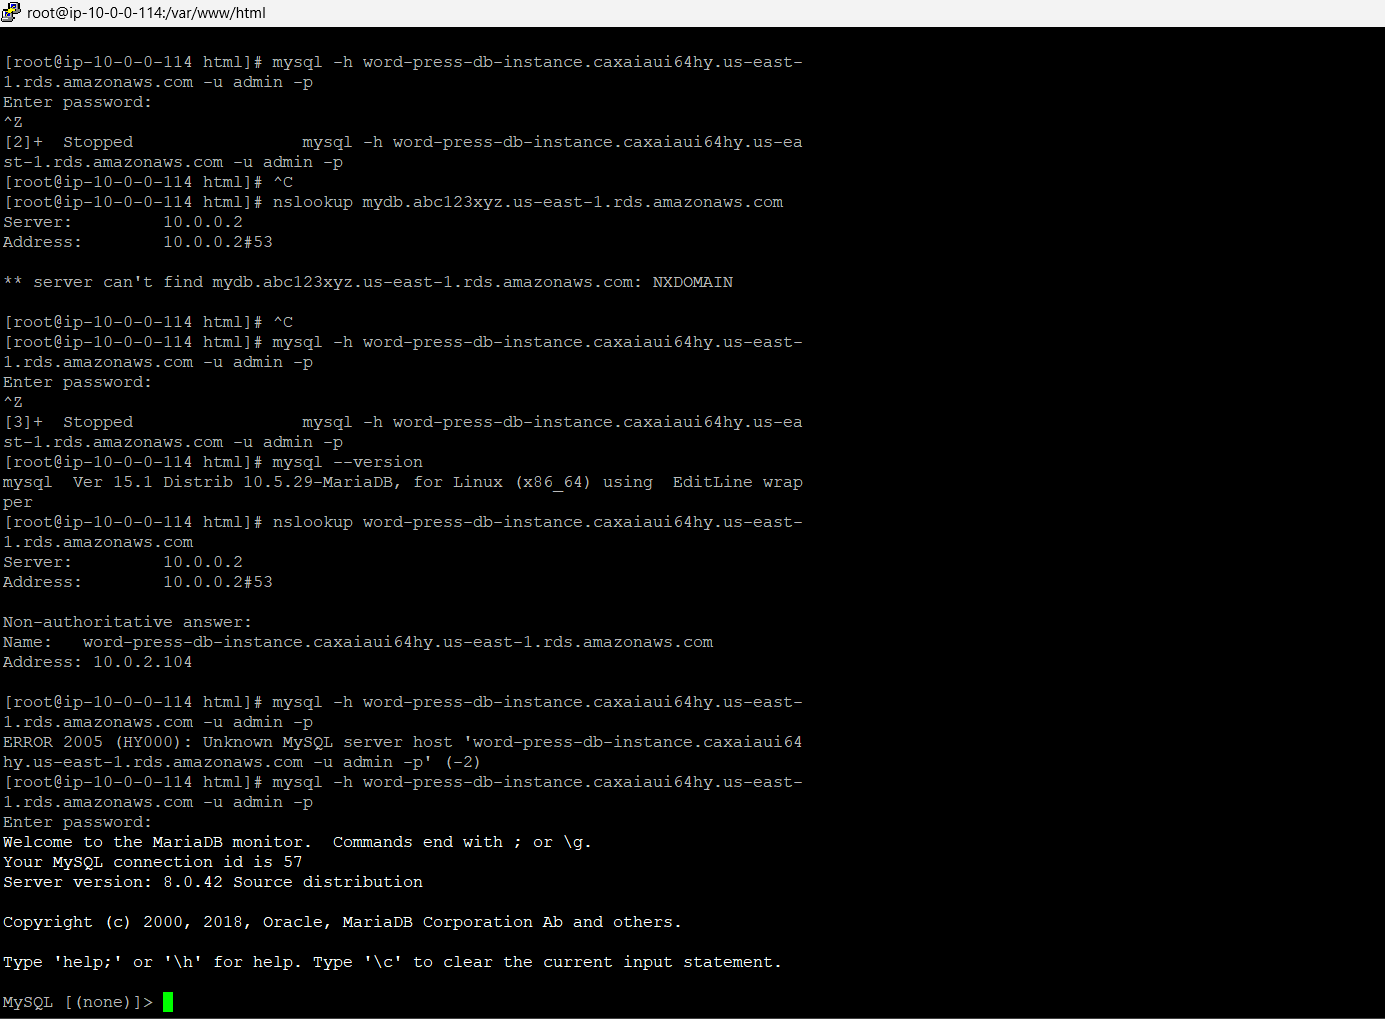 root@ip-10-0-0-114:/var/www/html
[root@ip-10-0-0-114 html]# mysql -h word-press-db-instance.caxaiaui64hy.us-east-
1.rds.amazonaws.com -u admin -p
Enter password:
^Z
[2]+  Stopped                 mysql -h word-press-db-instance.caxaiaui64hy.us-ea
st-1.rds.amazonaws.com -u admin -p
[root@ip-10-0-0-114 html]# ^C
[root@ip-10-0-0-114 html]# nslookup mydb.abc123xyz.us-east-1.rds.amazonaws.com
Server:         10.0.0.2
Address:        10.0.0.2#53

** server can't find mydb.abc123xyz.us-east-1.rds.amazonaws.com: NXDOMAIN

[root@ip-10-0-0-114 html]# ^C
[root@ip-10-0-0-114 html]# mysql -h word-press-db-instance.caxaiaui64hy.us-east-
1.rds.amazonaws.com -u admin -p
Enter password:
^Z
[3]+  Stopped                 mysql -h word-press-db-instance.caxaiaui64hy.us-ea
st-1.rds.amazonaws.com -u admin -p
[root@ip-10-0-0-114 html]# mysql --version
mysql  Ver 15.1 Distrib 10.5.29-MariaDB, for Linux (x86_64) using  EditLine wrap
per
[root@ip-10-0-0-114 html]# nslookup word-press-db-instance.caxaiaui64hy.us-east-
1.rds.amazonaws.com
Server:         10.0.0.2
Address:        10.0.0.2#53

Non-authoritative answer:
Name:   word-press-db-instance.caxaiaui64hy.us-east-1.rds.amazonaws.com
Address: 10.0.2.104

[root@ip-10-0-0-114 html]# mysql -h word-press-db-instance.caxaiaui64hy.us-east-
1.rds.amazonaws.com -u admin -p
ERROR 2005 (HY000): Unknown MySQL server host 'word-press-db-instance.caxaiaui64
hy.us-east-1.rds.amazonaws.com -u admin -p' (-2)
[root@ip-10-0-0-114 html]# mysql -h word-press-db-instance.caxaiaui64hy.us-east-
1.rds.amazonaws.com -u admin -p
Enter password:
Welcome to the MariaDB monitor.  Commands end with ; or \g.
Your MySQL connection id is 57
Server version: 8.0.42 Source distribution

Copyright (c) 2000, 2018, Oracle, MariaDB Corporation Ab and others.

Type 'help;' or '\h' for help. Type '\c' to clear the current input statement.

MySQL [(none)]>